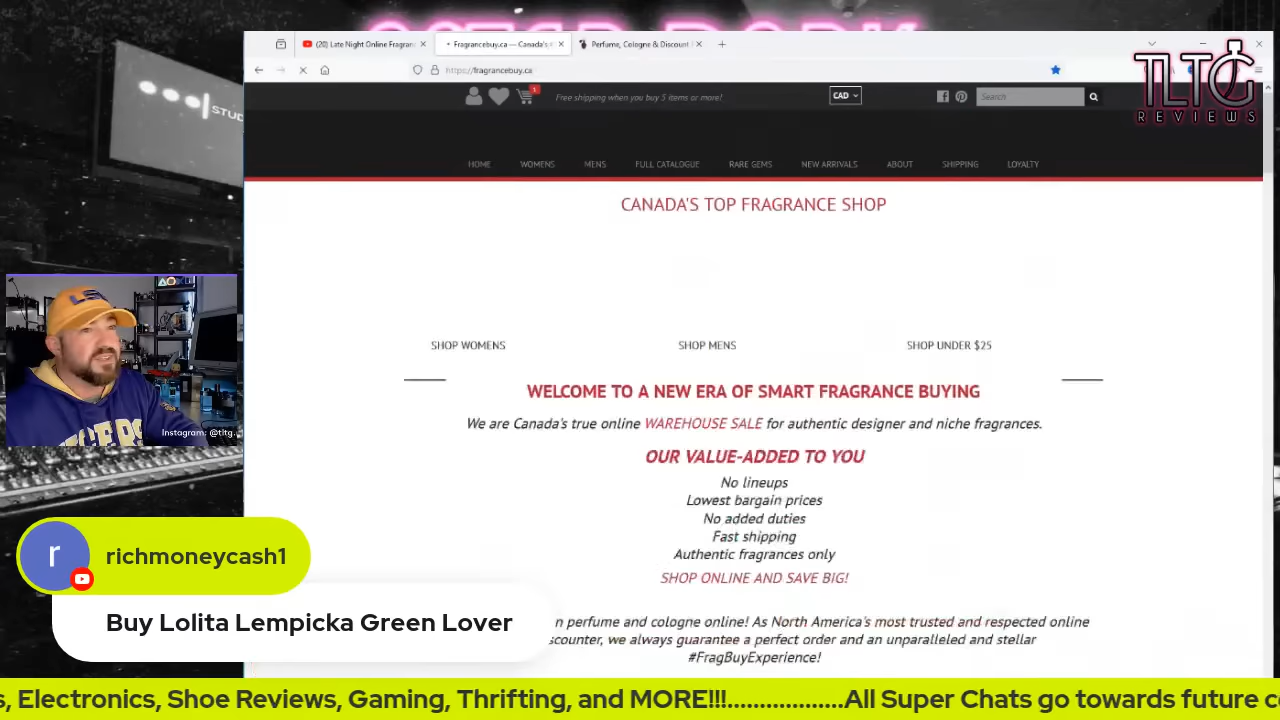 (20) Late Night Online Fragranc
Fragrancebuy.ca — Canada's #
Perfume, Cologne & Discount
https://fragrancebuy.ca
TLTG
REVIEWS
STUD
1
Free shipping when you buy 5 items or more!
CAD
Search
HOME
WOMENS
MENS
FULL CATALOGUE
RARE GEMS
NEW ARRIVALS
ABOUT
SHIPPING
LOYALTY
CANADA'S TOP FRAGRANCE SHOP
SHOP WOMENS
SHOP MENS
SHOP UNDER $25
WELCOME TO A NEW ERA OF SMART FRAGRANCE BUYING
We are Canada's true online WAREHOUSE SALE for authentic designer and niche fragrances.
OUR VALUE-ADDED TO YOU
No lineups
Lowest bargain prices
No added duties
Fast shipping
Authentic fragrances only
SHOP ONLINE AND SAVE BIG!
n perfume and cologne online! As North America's most trusted and respected online
scounter, we always guarantee a perfect order and an unparalleled and stellar
#FragBuyExperience!
Instagram: @tltg...
r
richmoneycash1
Buy Lolita Lempicka Green Lover
s, Electronics, Shoe Reviews, Gaming, Thrifting, and MORE!!!..................All Super Chats go towards future c